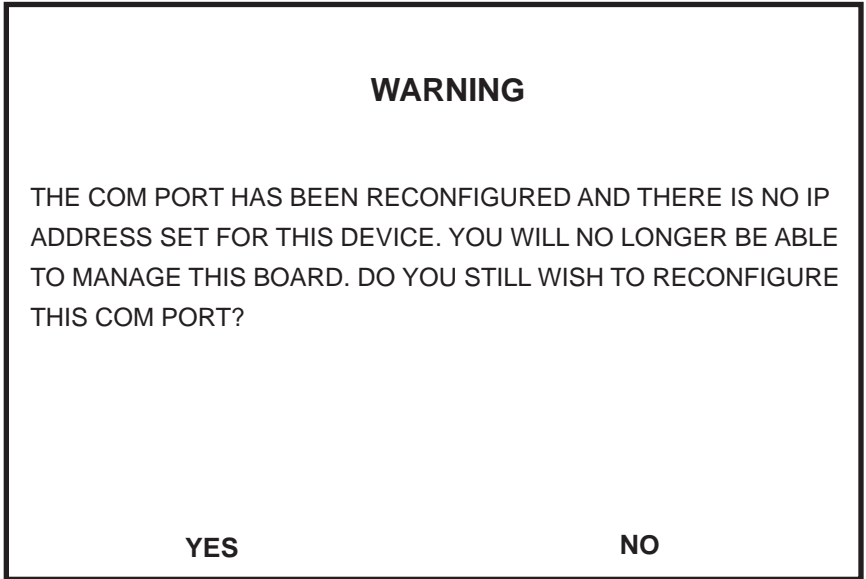 WARNING
THE COM PORT HAS BEEN RECONFIGURED AND THERE IS NO IP
ADDRESS SET FOR THIS DEVICE. YOU WILL NO LONGER BE ABLE
TO MANAGE THIS BOARD. DO YOU STILL WISH TO RECONFIGURE
THIS COM PORT?
YES NO